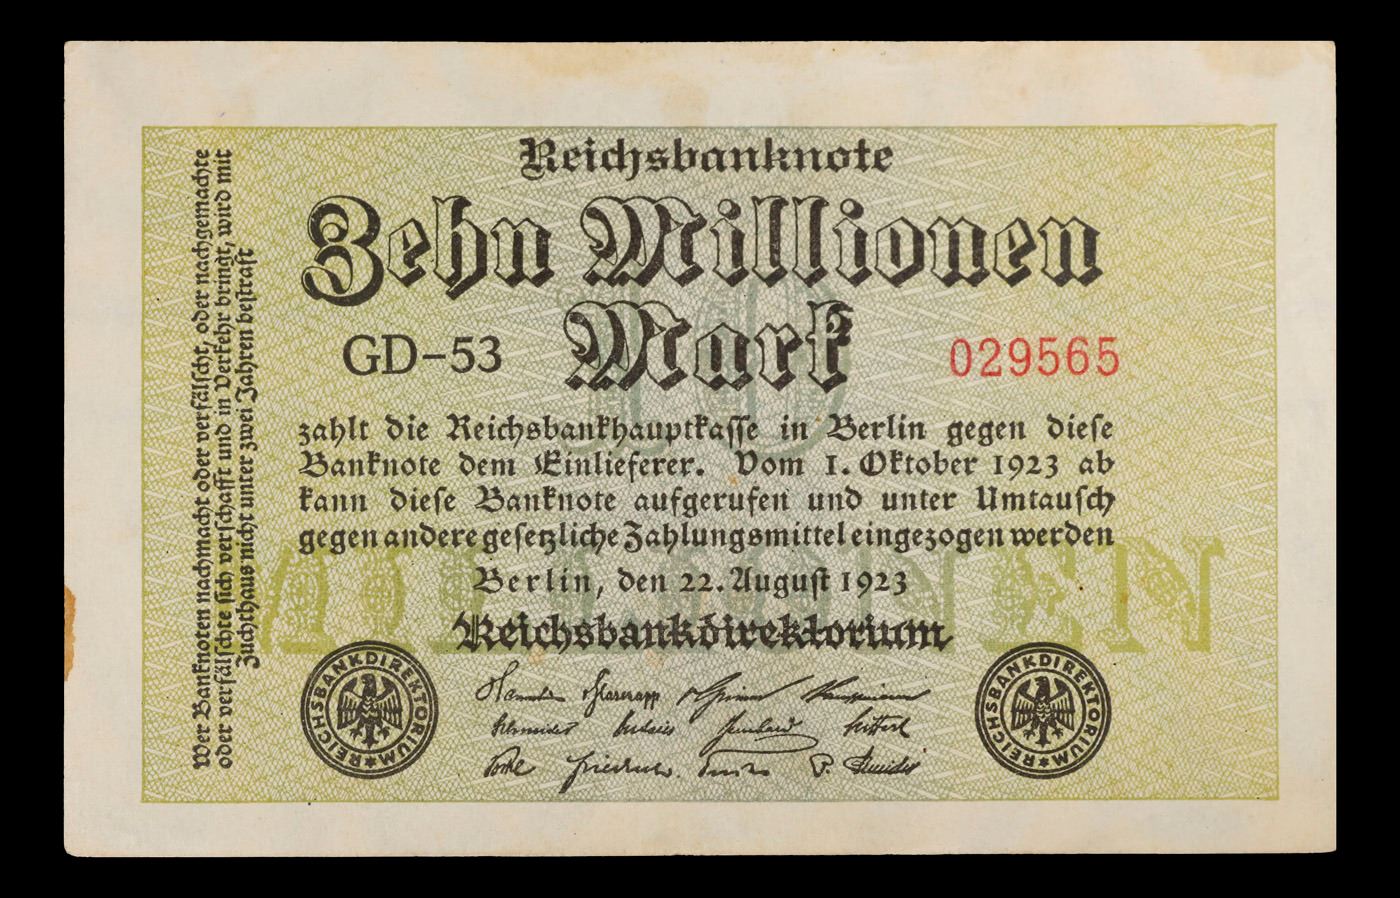 Reichsbanknote
Zehn Millionen
Mark
GD-53
029565
zahlt die Reichsbankhauptkasse in Berlin gegen diese
Banknote dem Einlieferer. Vom 1. Oktober 1923 ab
kann diese Banknote aufgerufen und unter Umtausch
gegen andere gesetzliche Zahlungsmittel eingezogen werden
Berlin, den 22. August 1923
Reichsbankdirektorium
REICHSBANKDIREKTORIUM
REICHSBANKDIREKTORIUM
Wer Banknoten nachmacht oder verfälscht, oder nachgemachte
oder verfälschte sich verschafft und in Verkehr bringt, wird mit
Zuchthaus nicht unter zwei Jahren bestraft
10
MILLIONEN